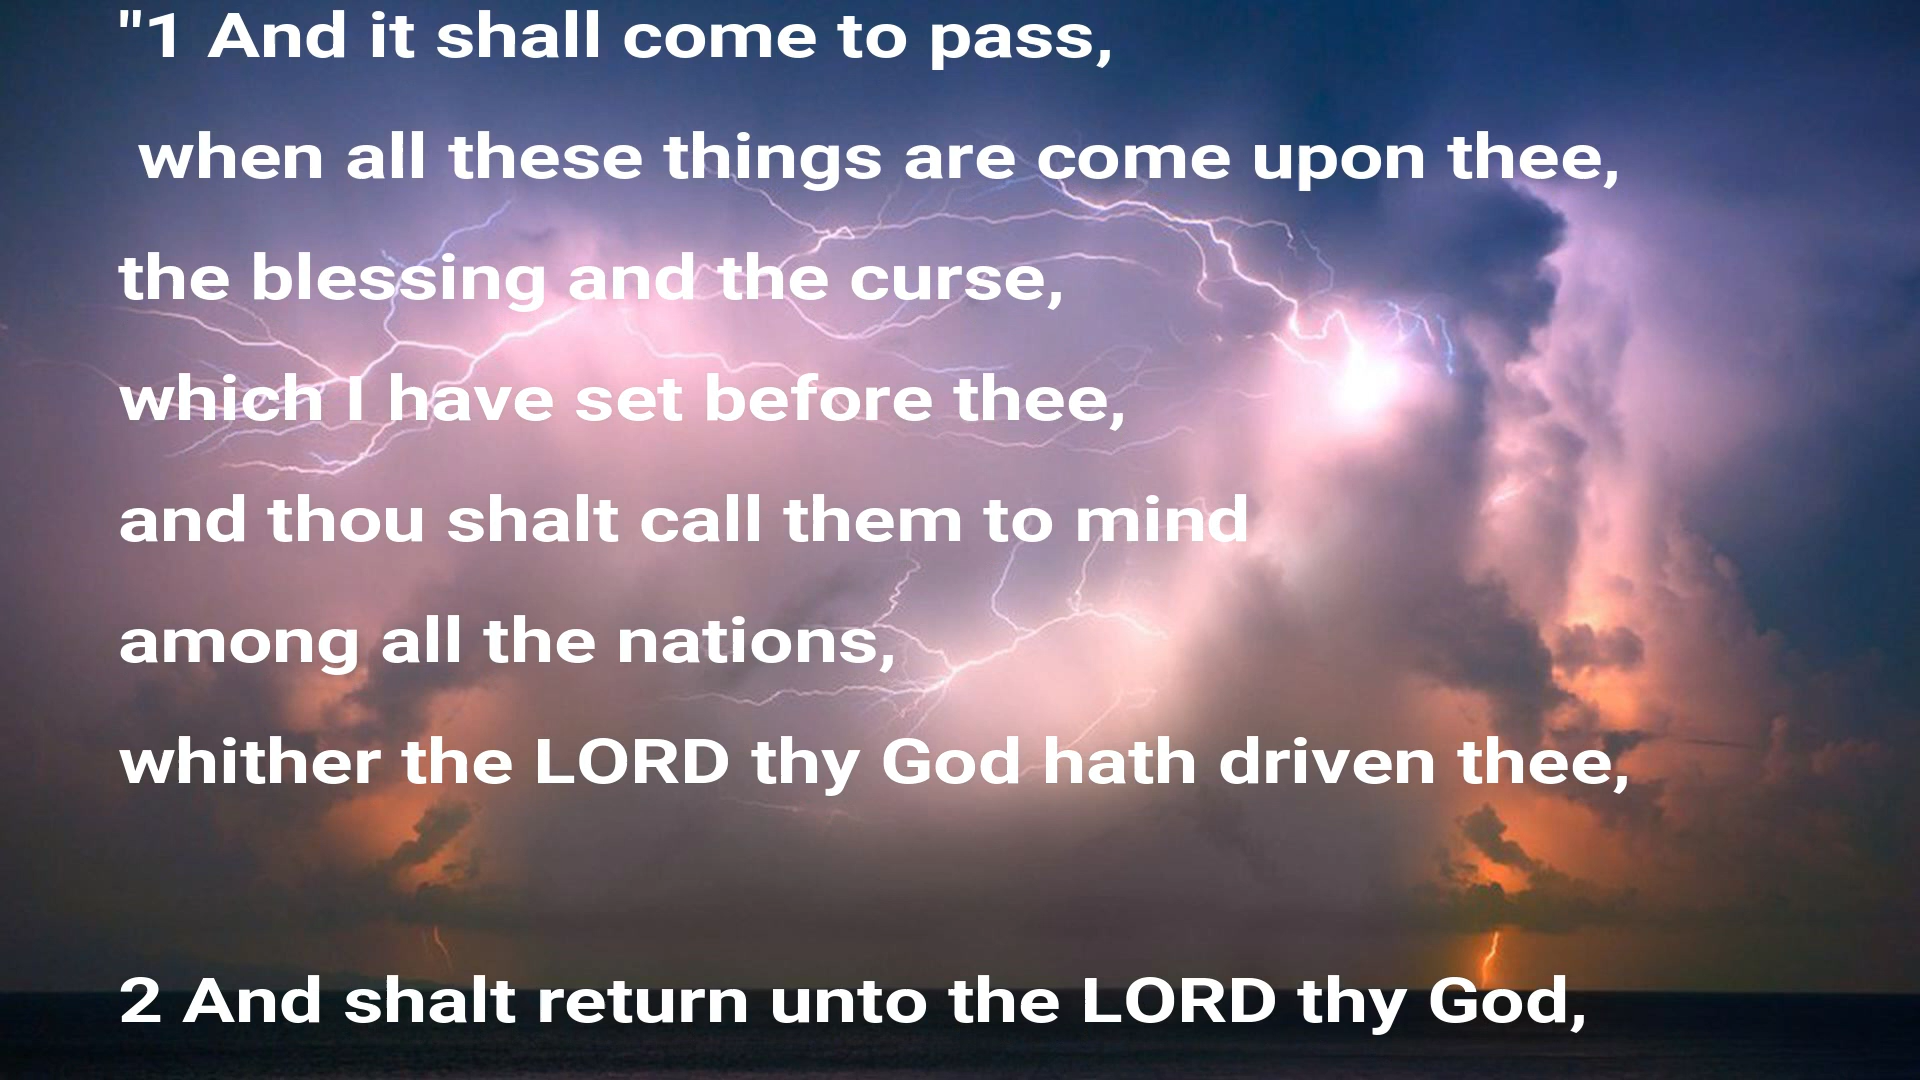 "1 And it shall come to pass,
when all these things are come upon thee,
the blessing and the curse,
which I have set before thee,
and thou shalt call them to mind
among all the nations,
whither the LORD thy God hath driven thee,
2 And shalt return unto the LORD thy God,